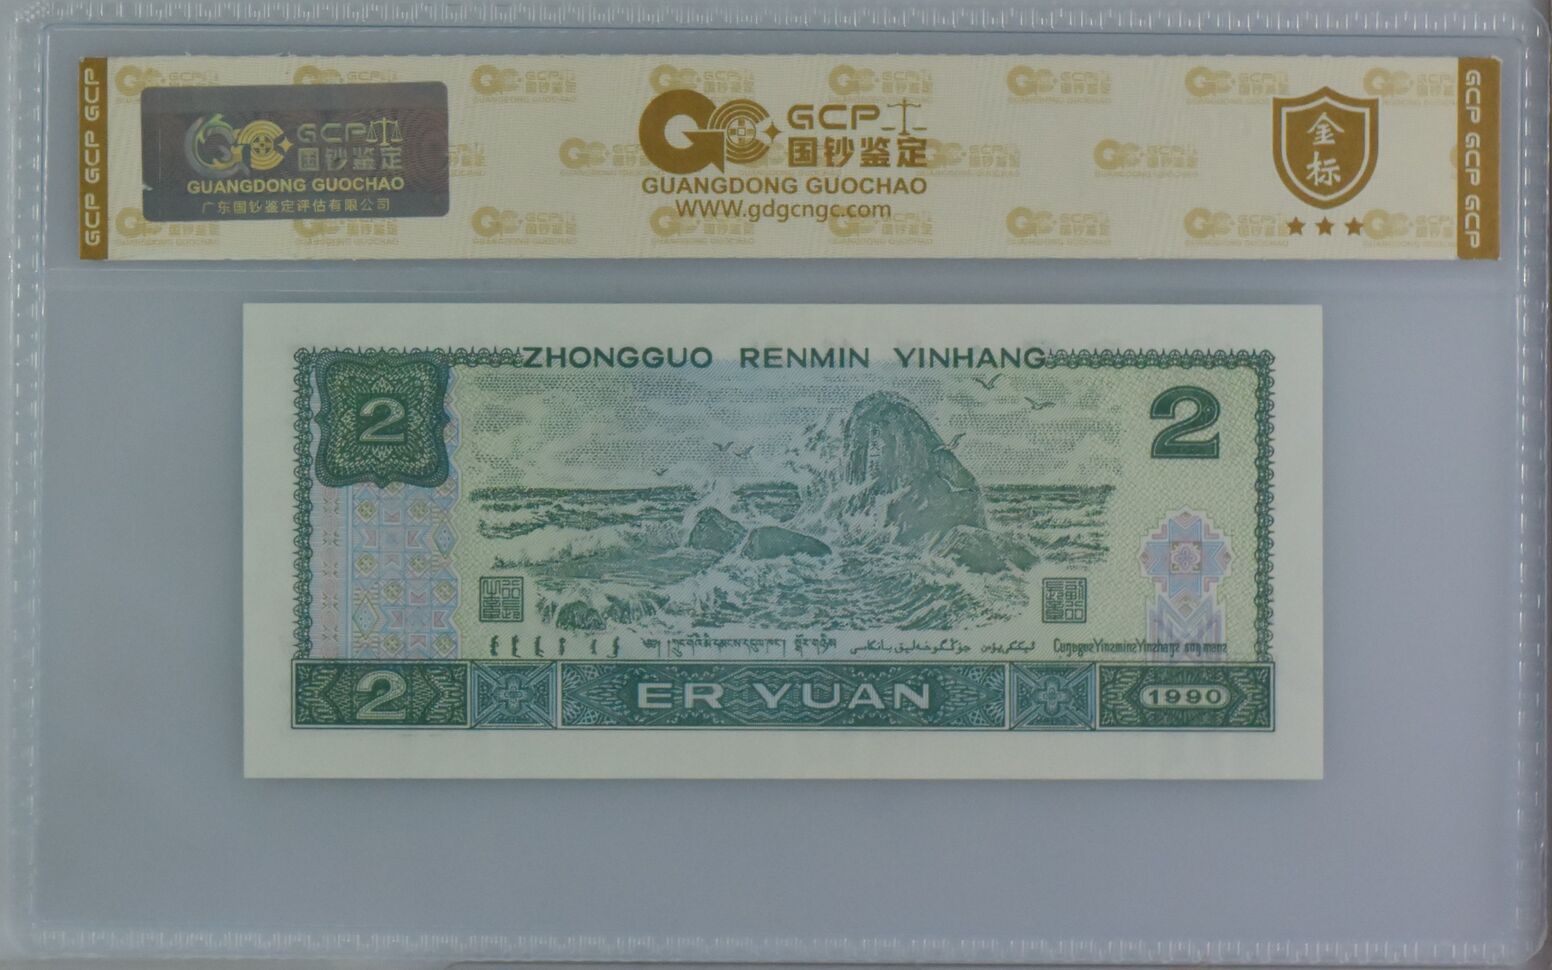 GCP GCP GCP
GCP
国钞鉴定
GUANGDONG GUOCHAO
广东国钞鉴定评估有限公司
GCP
国钞鉴定
GUANGDONG GUOCHAO
WWW.gdgcngc.com
金标
GCP GCP GCP
ZHONGGUO RENMIN YINHANG
2
2
2
ER YUAN
1990